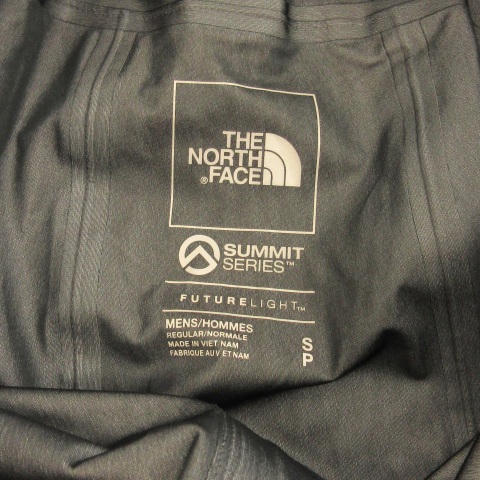 THE
NORTH
®FACE
SUMMIT
SERIES™
FUTURELIGHT™
MENS/HOMMES
REGULAR/NORMALE
MADE IN VIET NAM
FABRIQUE AU VIET NAM
S
P